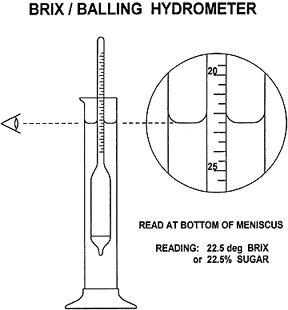 BRIX / BALLING HYDROMETER
20
25
READ AT BOTTOM OF MENISCUS
READING: 22.5 deg BRIX
or 22.5% SUGAR